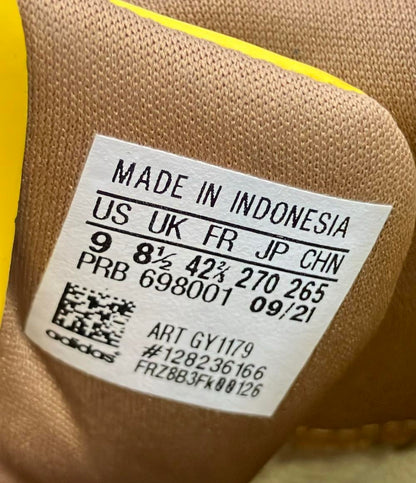 MADE IN INDONESIA
US UK FR JP CHN
9 8½ 42⅔ 270 265
PRB 698001 09/21
ART GY1179
#128236166
FRZ8B3Fk00126
adidas